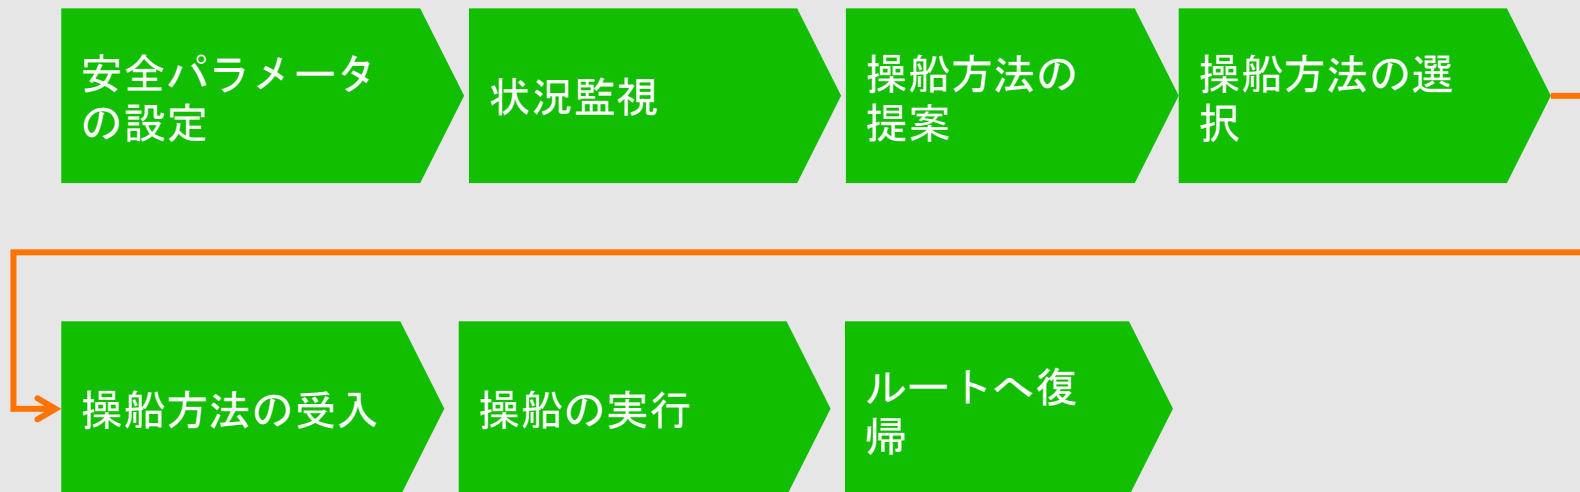 安全パラメータ
の設定
状況監視
操船方法の
提案
操船方法の選
択
操船方法の受入
操船の実行
ルートへ復
帰